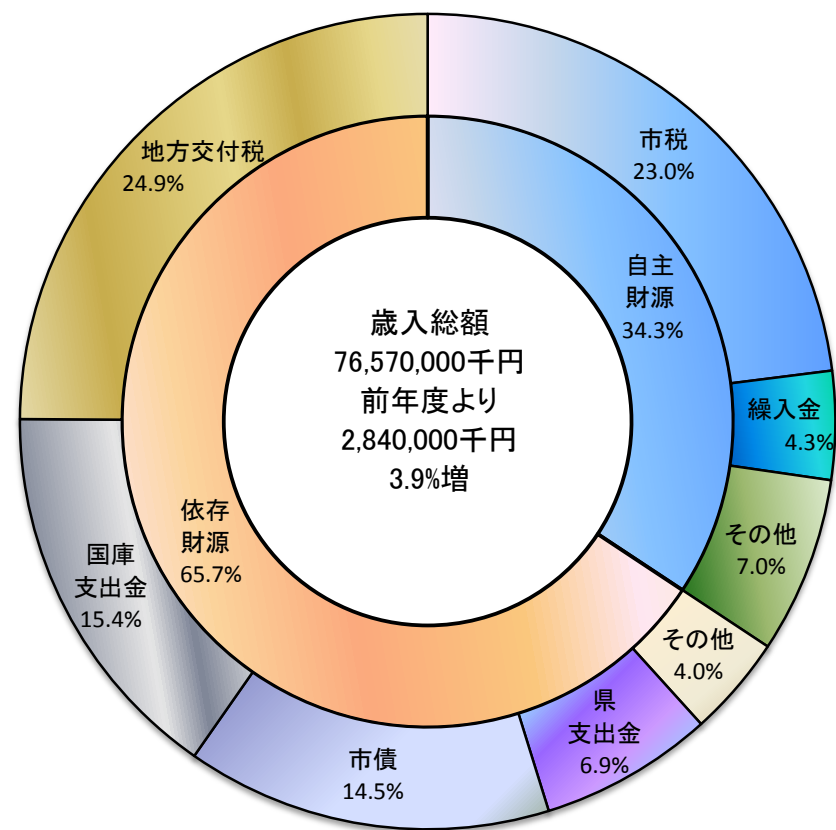 歳入総額
76,570,000千円
前年度より
2,840,000千円
3.9%増
自主
財源
34.3%
依存
財源
65.7%
市税
23.0%
繰入金
4.3%
その他
7.0%
その他
4.0%
県
支出金
6.9%
市債
14.5%
国庫
支出金
15.4%
地方交付税
24.9%